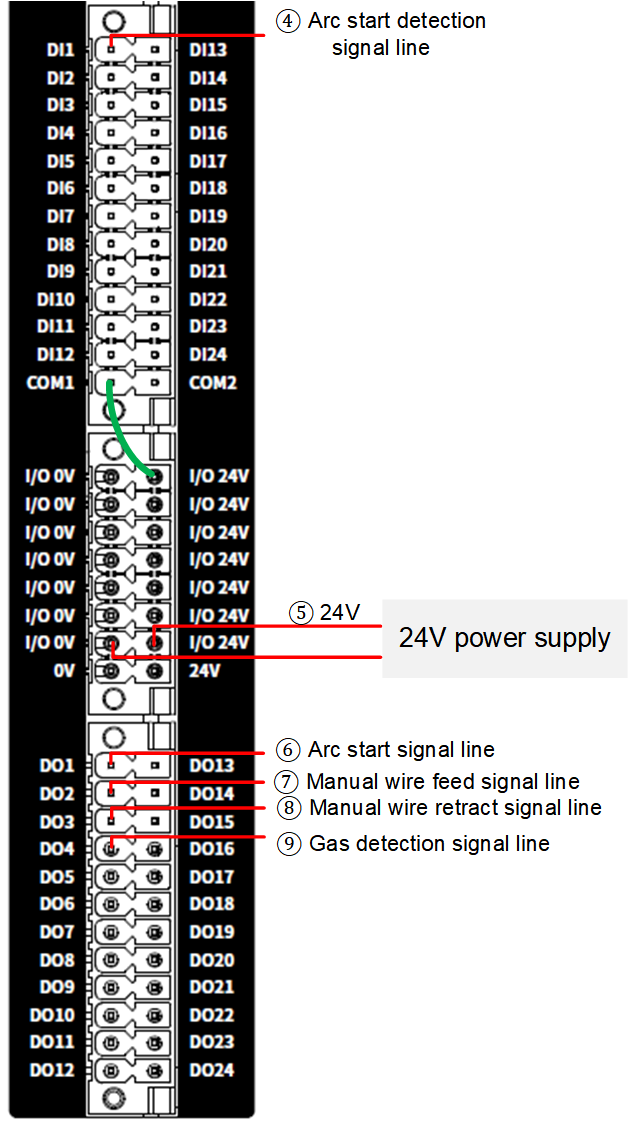 ④ Arc start detection
signal line
DI1 DI13
DI2 DI14
DI3 DI15
DI4 DI16
DI5 DI17
DI6 DI18
DI7 DI19
DI8 DI20
DI9 DI21
DI10 DI22
DI11 DI23
DI12 DI24
COM1 COM2
I/O 0V I/O 24V
I/O 0V I/O 24V
I/O 0V I/O 24V
I/O 0V I/O 24V
I/O 0V I/O 24V
I/O 0V I/O 24V
⑤ 24V
I/O 0V I/O 24V
24V power supply
0V 24V
⑥ Arc start signal line
DO1 DO13
⑦ Manual wire feed signal line
DO2 DO14
⑧ Manual wire retract signal line
DO3 DO15
⑨ Gas detection signal line
DO4 DO16
DO5 DO17
DO6 DO18
DO7 DO19
DO8 DO20
DO9 DO21
DO10 DO22
DO11 DO23
DO12 DO24